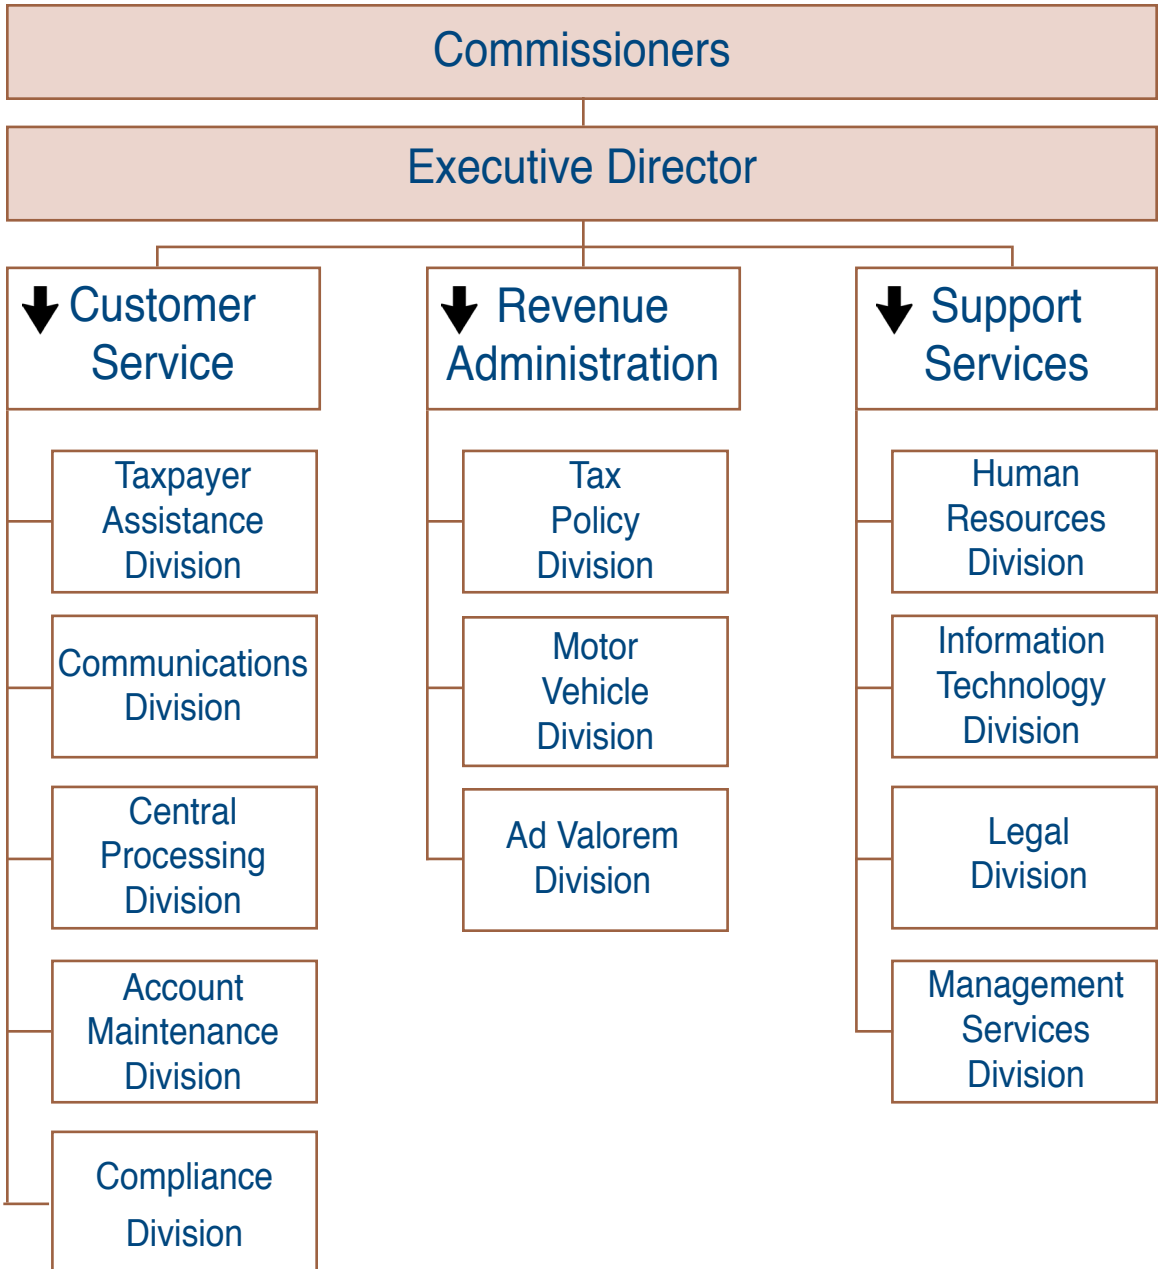 Commissioners
Executive Director
Customer
Service
Taxpayer
Assistance
Division
Communications
Division
Central
Processing
Division
Account
Maintenance
Division
Compliance
Division
Revenue
Administration
Tax
Policy
Division
Motor
Vehicle
Division
Ad Valorem
Division
Support
Services
Human
Resources
Division
Information
Technology
Division
Legal
Division
Management
Services
Division